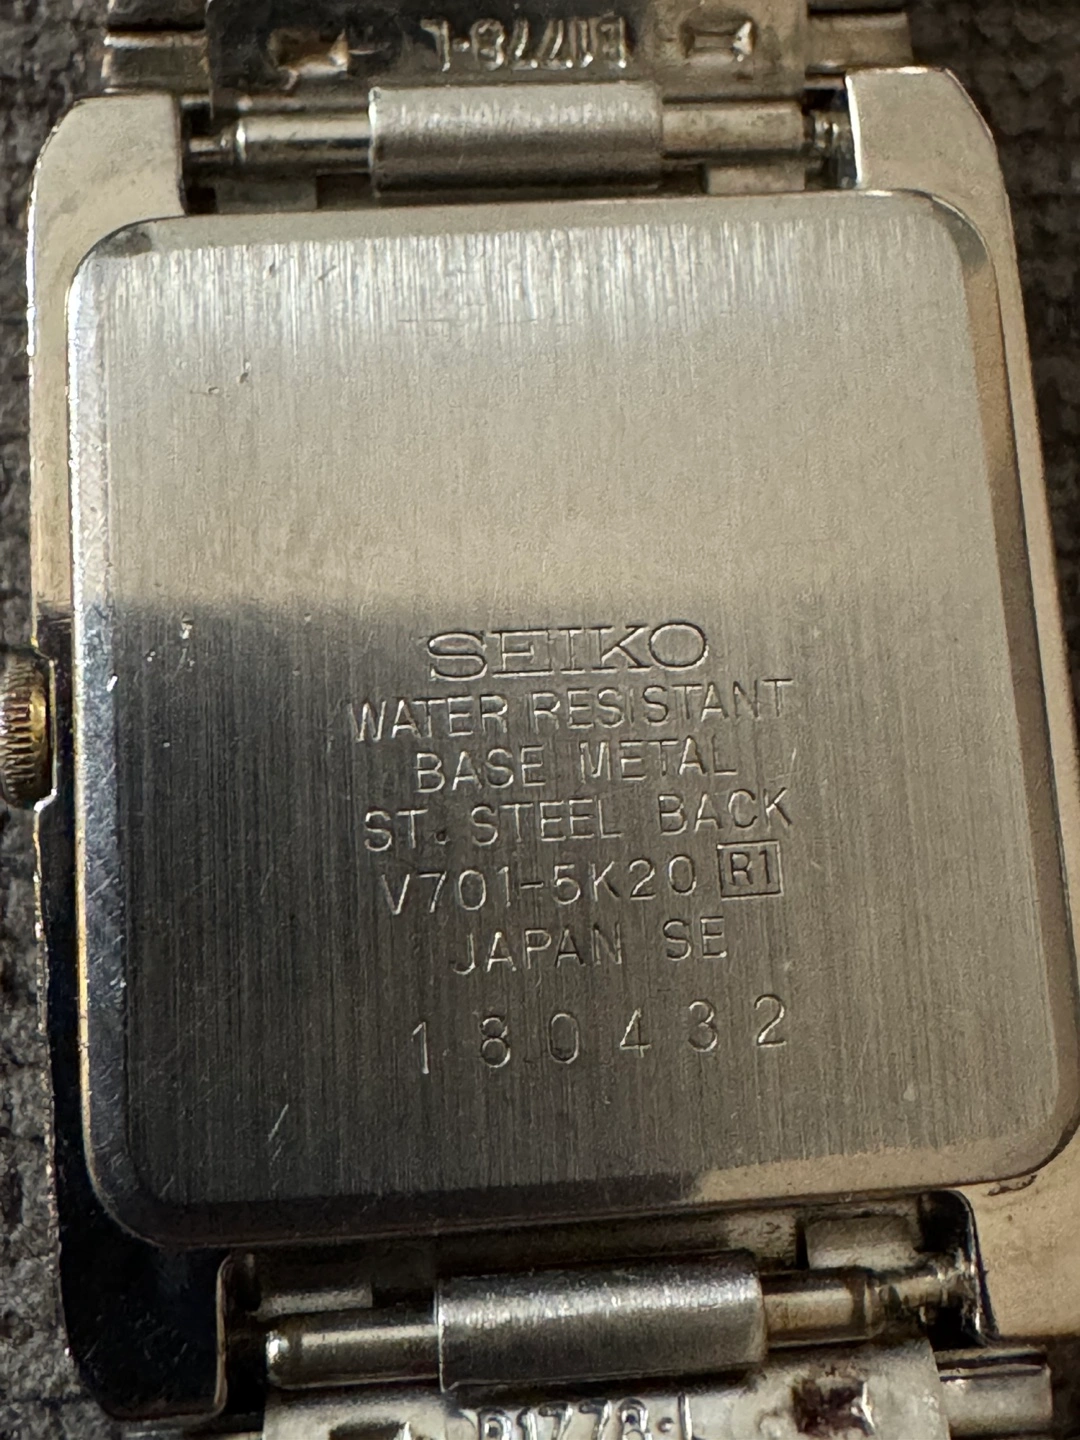 SEIKO
WATER RESISTANT
BASE METAL
ST. STEEL BACK
V701-5K20 R1
JAPAN SE
180432